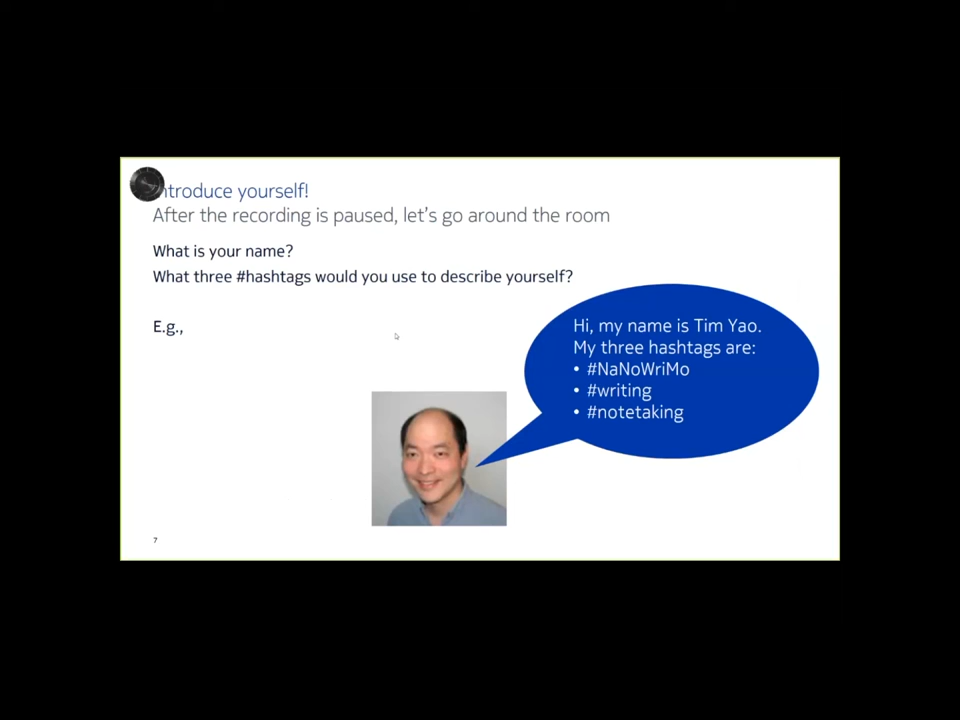 ntroduce yourself!
After the recording is paused, let's go around the room
What is your name?
What three #hashtags would you use to describe yourself?
E.g.,
Hi, my name is Tim Yao.
My three hashtags are:
• #NaNoWriMo
• #writing
• #notetaking
7